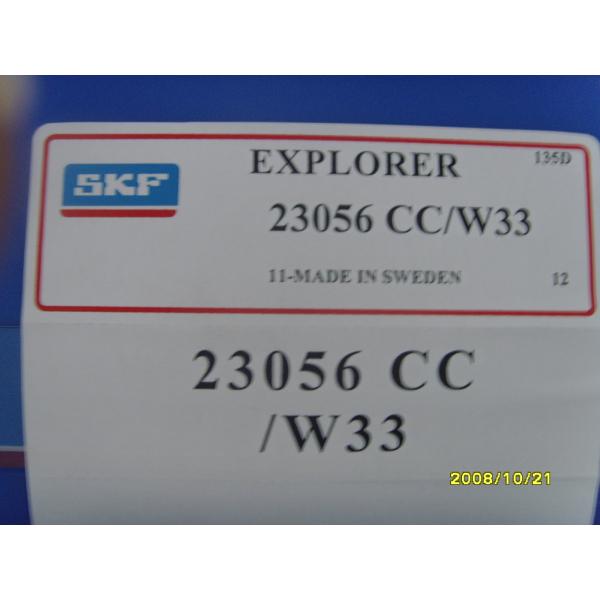 SKF
EXPLORER
135D
23056 CC/W33
11-MADE IN SWEDEN
12
23056 CC
/W33
2008/10/21